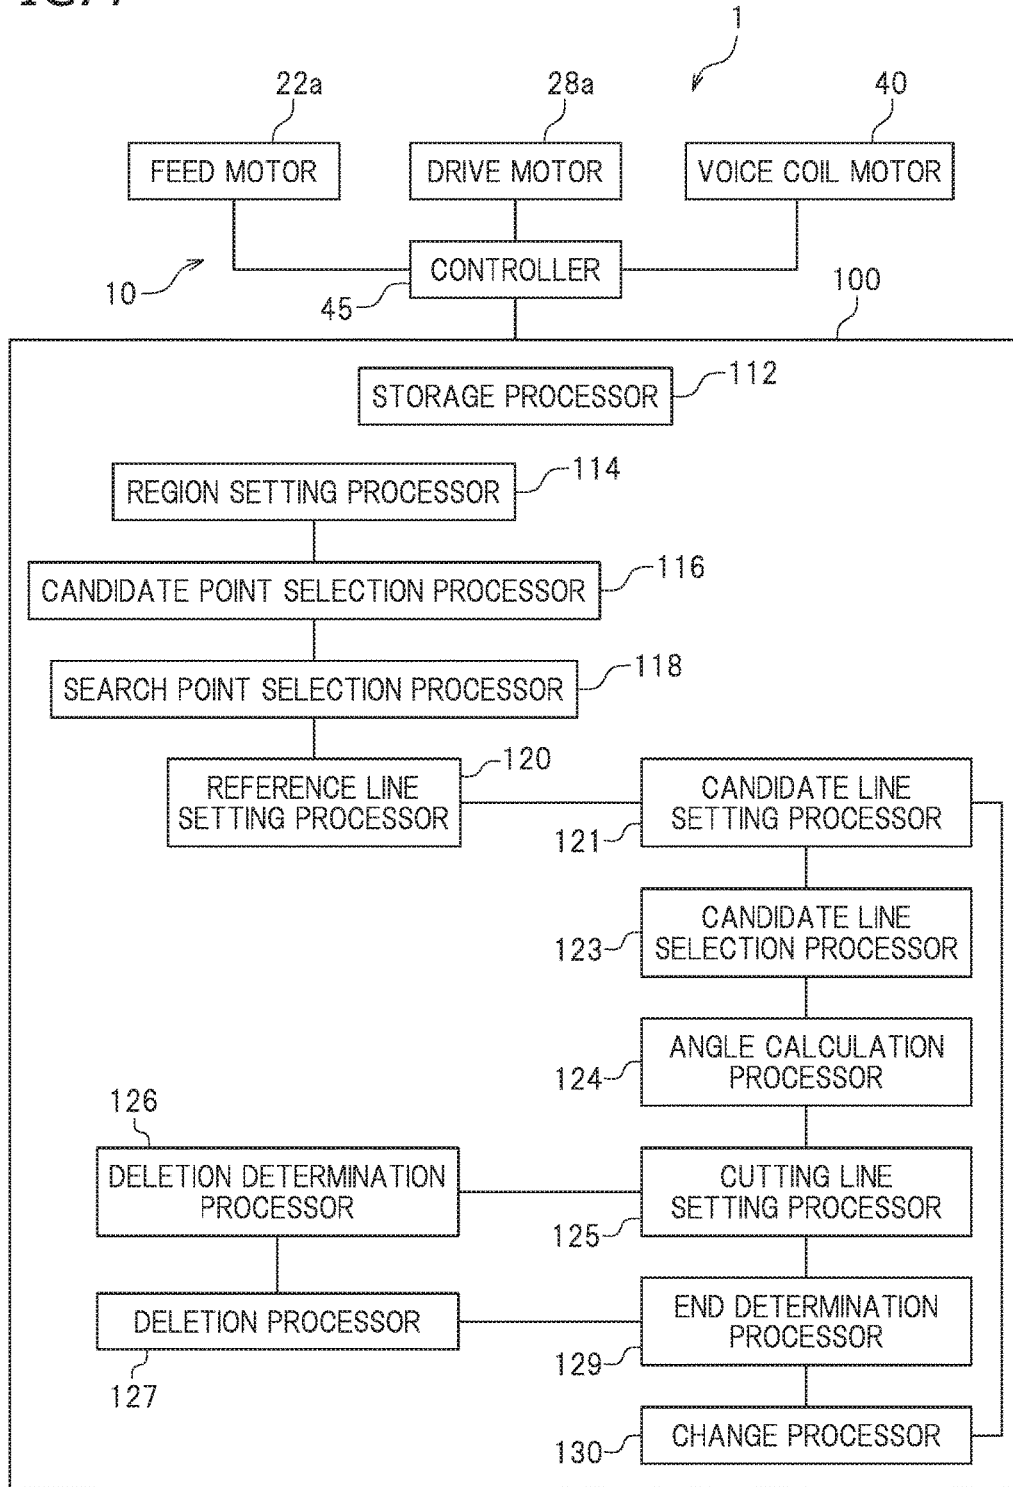 1
22a
28a
40
FEED MOTOR
DRIVE MOTOR
VOICE COIL MOTOR
10
CONTROLLER
45
100
STORAGE PROCESSOR
112
REGION SETTING PROCESSOR
114
CANDIDATE POINT SELECTION PROCESSOR
116
SEARCH POINT SELECTION PROCESSOR
118
REFERENCE LINE
SETTING PROCESSOR
120
CANDIDATE LINE
SETTING PROCESSOR
121
CANDIDATE LINE
SELECTION PROCESSOR
123
ANGLE CALCULATION
PROCESSOR
124
126
DELETION DETERMINATION
PROCESSOR
CUTTING LINE
SETTING PROCESSOR
125
DELETION PROCESSOR
127
END DETERMINATION
PROCESSOR
129
CHANGE PROCESSOR
130